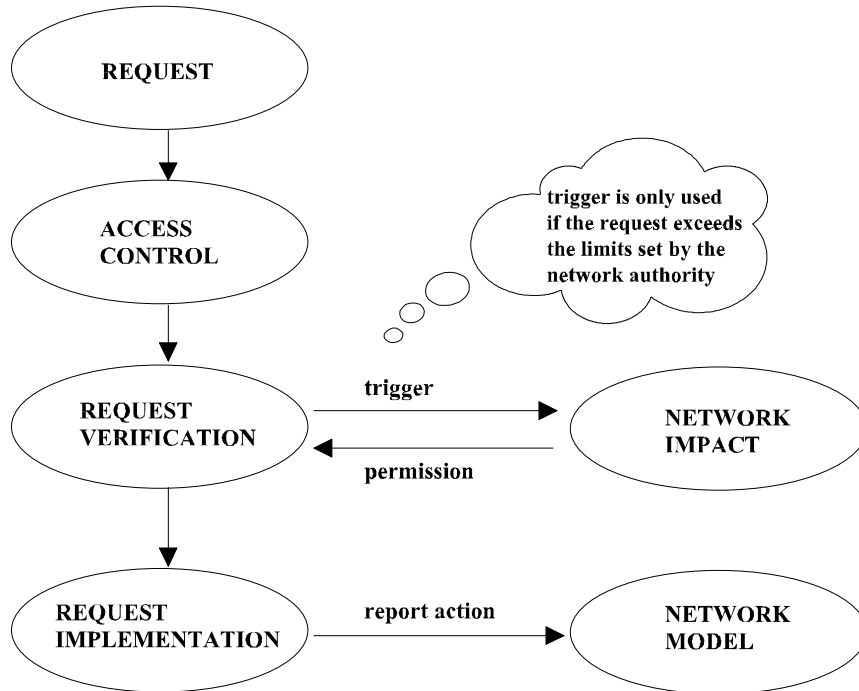 REQUEST
trigger is only used
if the request exceeds
the limits set by the
network authority
ACCESS
CONTROL
trigger
REQUEST
VERIFICATION
NETWORK
IMPACT
permission
REQUEST
IMPLEMENTATION
report action
NETWORK
MODEL